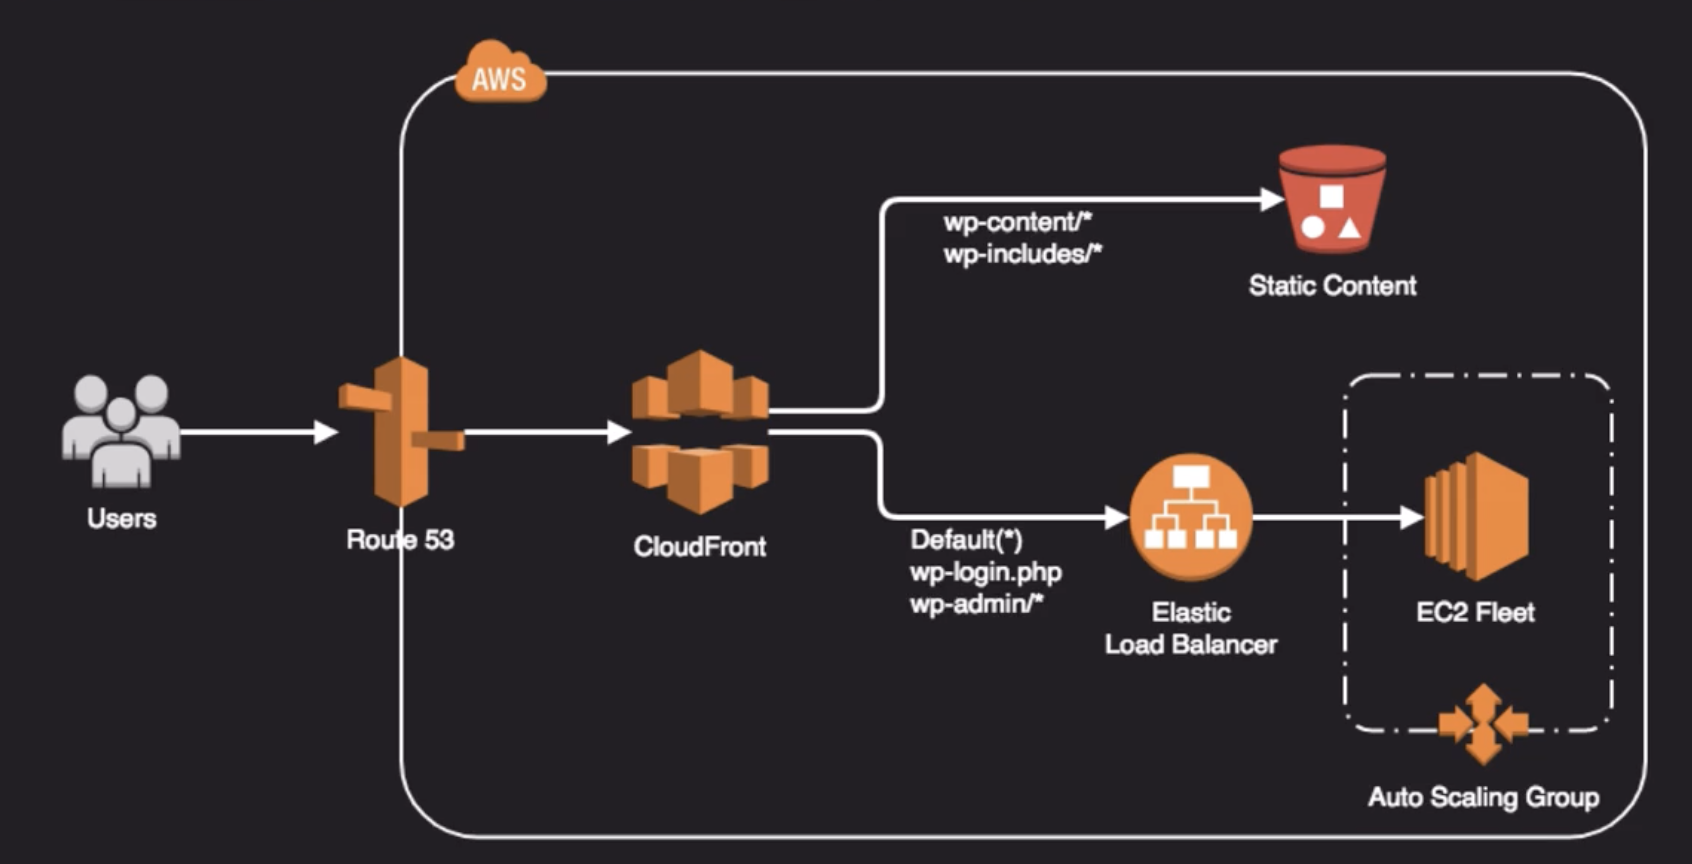 AWS
wp-content/*
wp-includes/*
Static Content
Users
Route 53
CloudFront
Default(*)
wp-login.php
wp-admin/*
Elastic
Load Balancer
EC2 Fleet
Auto Scaling Group